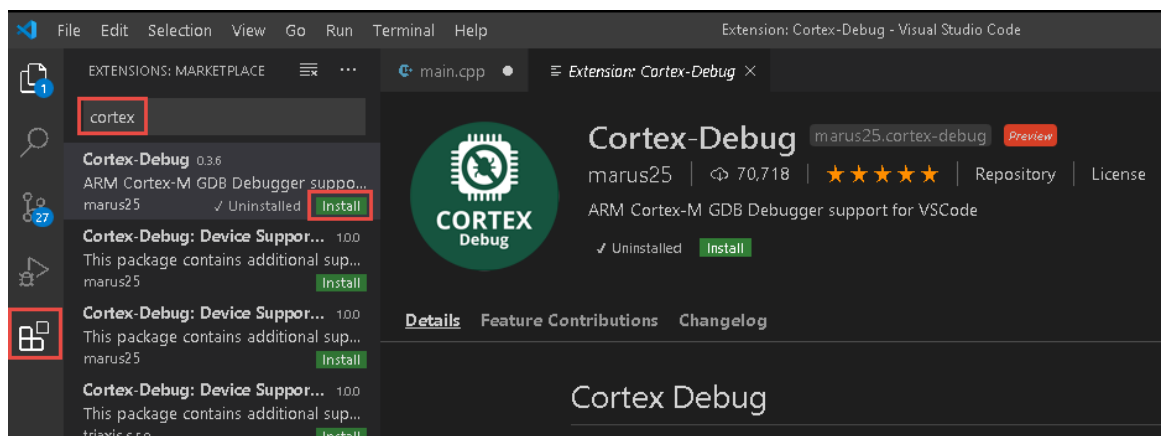 File Edit Selection View Go Run Terminal Help
Extension: Cortex-Debug - Visual Studio Code
EXTENSIONS: MARKETPLACE
cortex
Cortex-Debug 0.3.6
ARM Cortex-M GDB Debugger suppo...
marus25 ✓ Uninstalled Install
Cortex-Debug: Device Suppor... 1.0.0
This package contains additional sup...
marus25 Install
Cortex-Debug: Device Suppor... 1.0.0
This package contains additional sup...
marus25 Install
Cortex-Debug: Device Suppor... 1.0.0
This package contains additional sup...
triaxis s.r.o. Install
1
27
main.cpp
Extension: Cortex-Debug
CORTEX
Debug
Cortex-Debug marus25.cortex-debug Preview
marus25 70,718 Repository License
ARM Cortex-M GDB Debugger support for VSCode
✓ Uninstalled Install
Details Feature Contributions Changelog
Cortex Debug